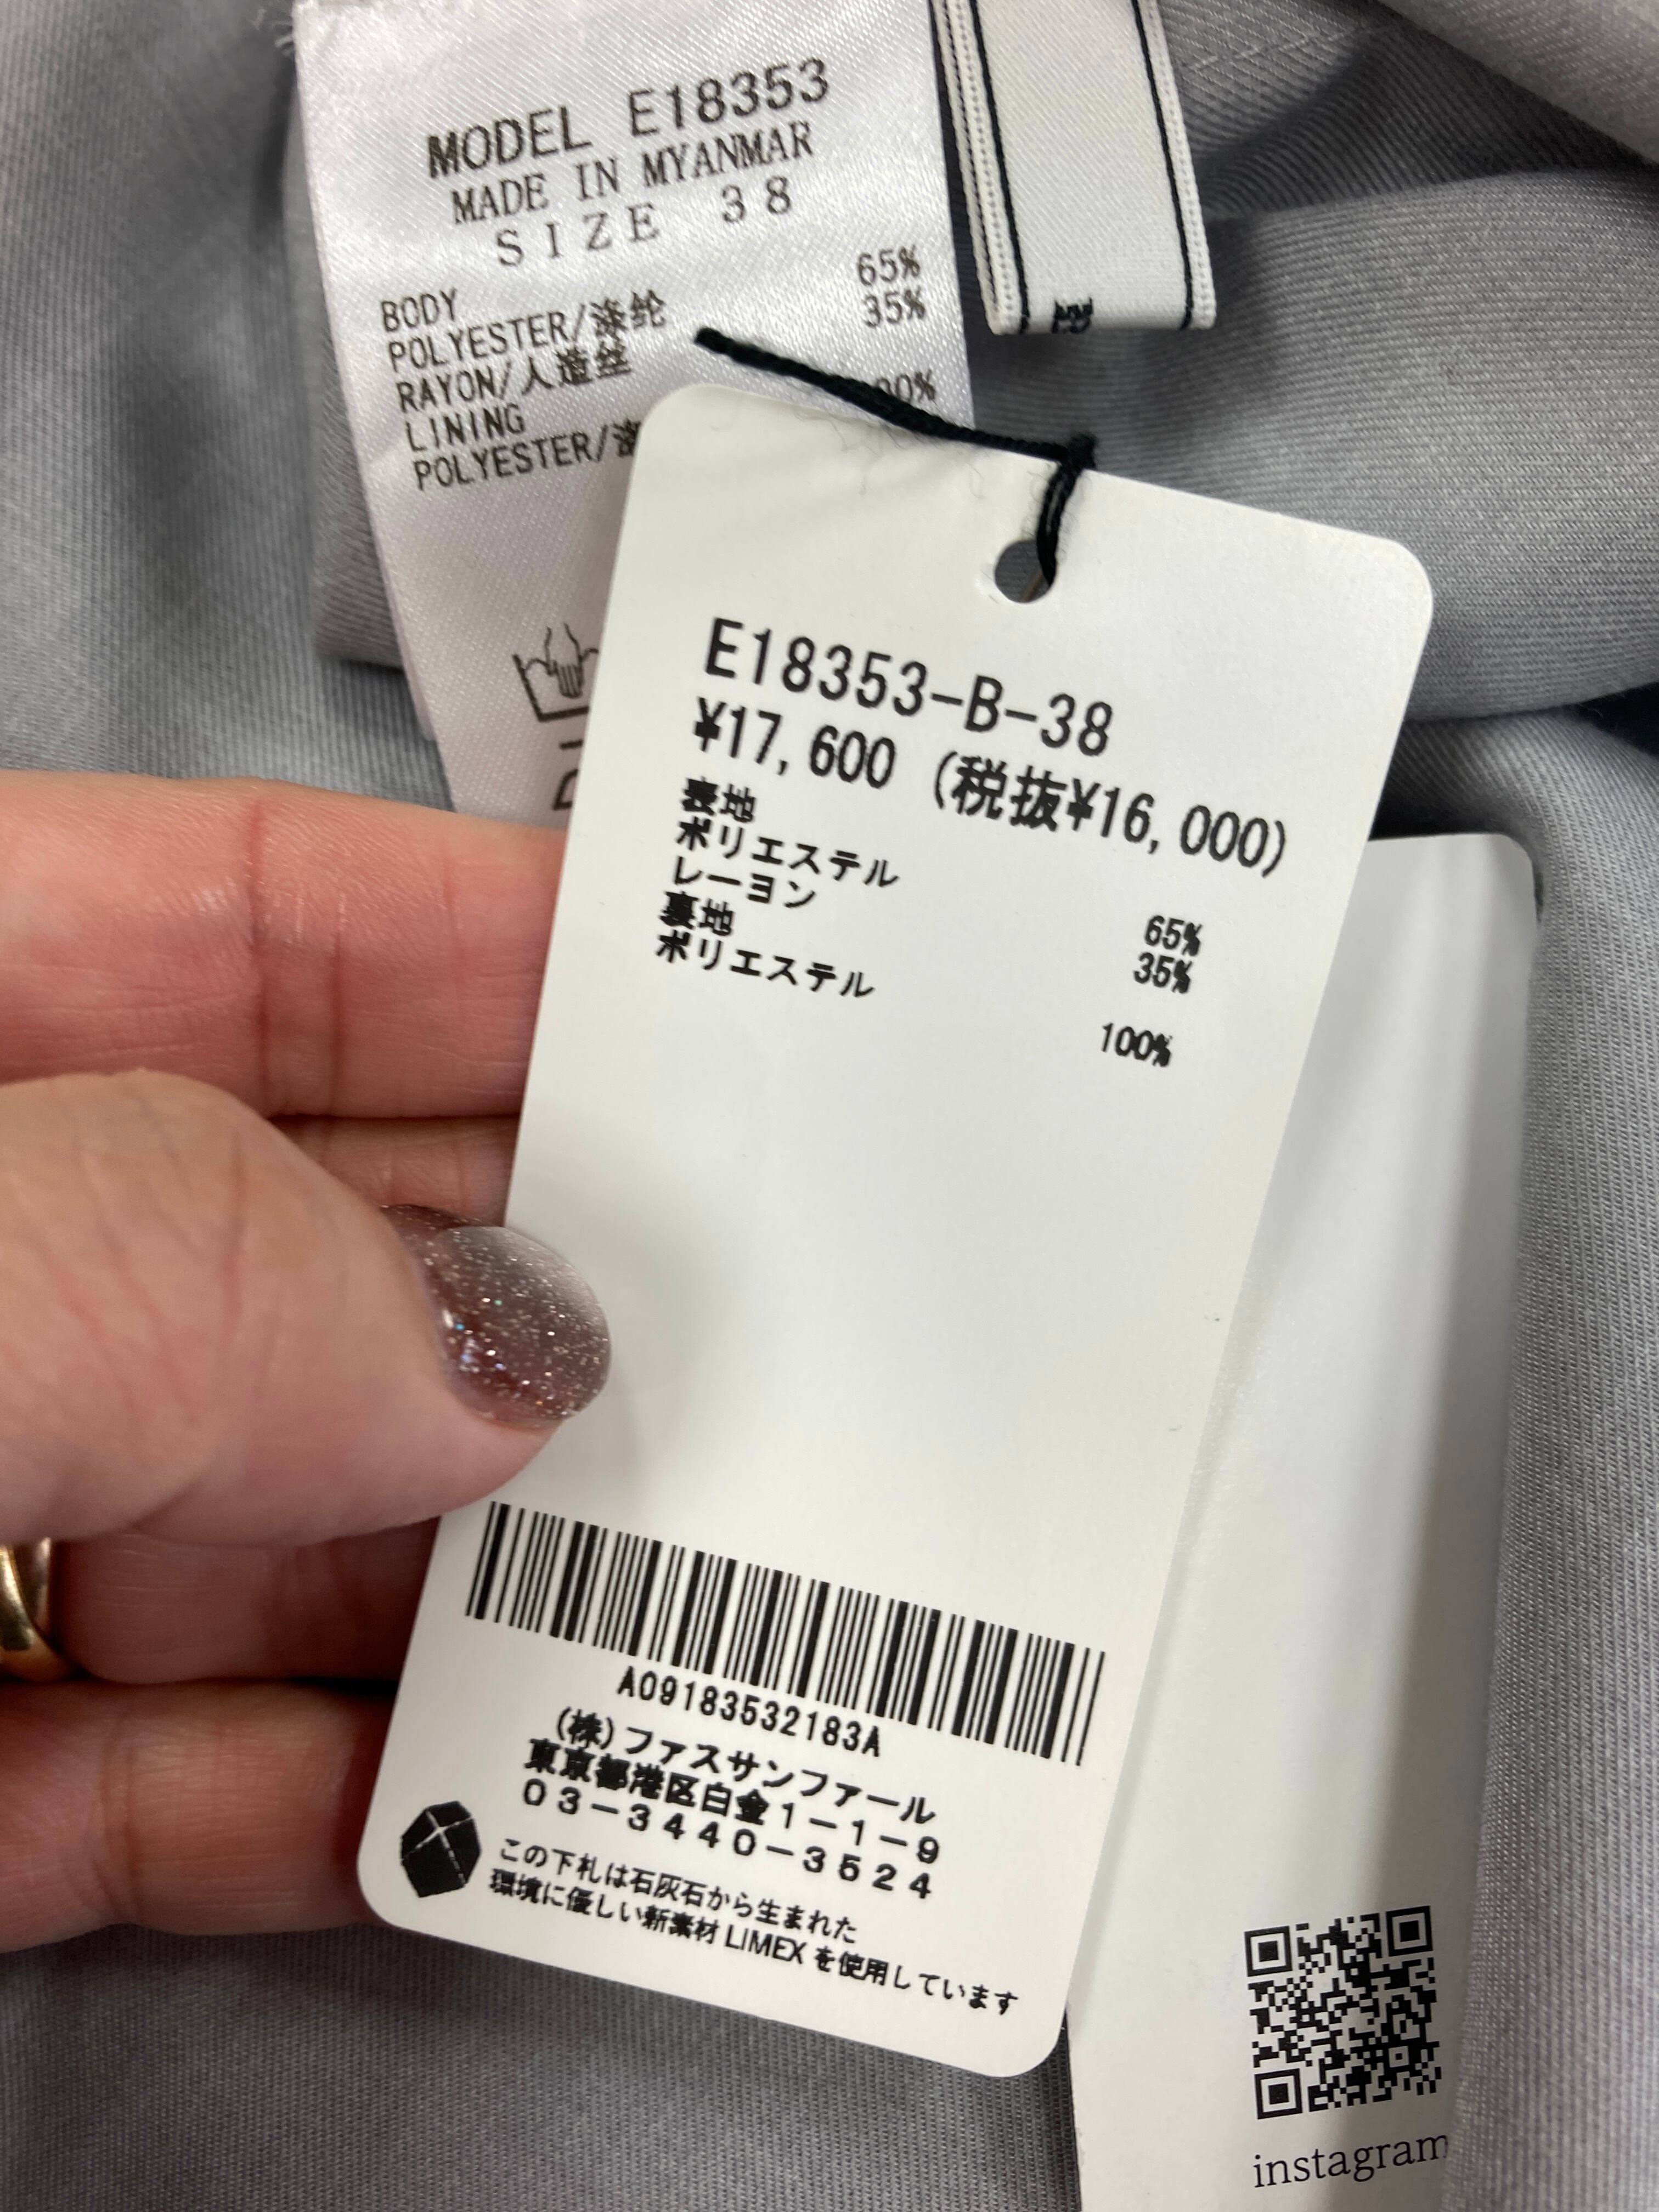 MODEL E18353
MADE IN MYANMAR
SIZE 38
BODY
POLYESTER/涤纶 65%
RAYON/人造丝 35%
LINING
POLYESTER/涤
E18353-B-38
¥17,600 (税抜¥16,000)
表地
ポリエステル 65%
レーヨン 35%
裏地
ポリエステル 100%
A09183532183A
(株)ファスサンファール
東京都港区白金1-1-9
03-3440-3524
この下札は石灰石から生まれた
環境に優しい新素材 LIMEX を使用しています
instagram